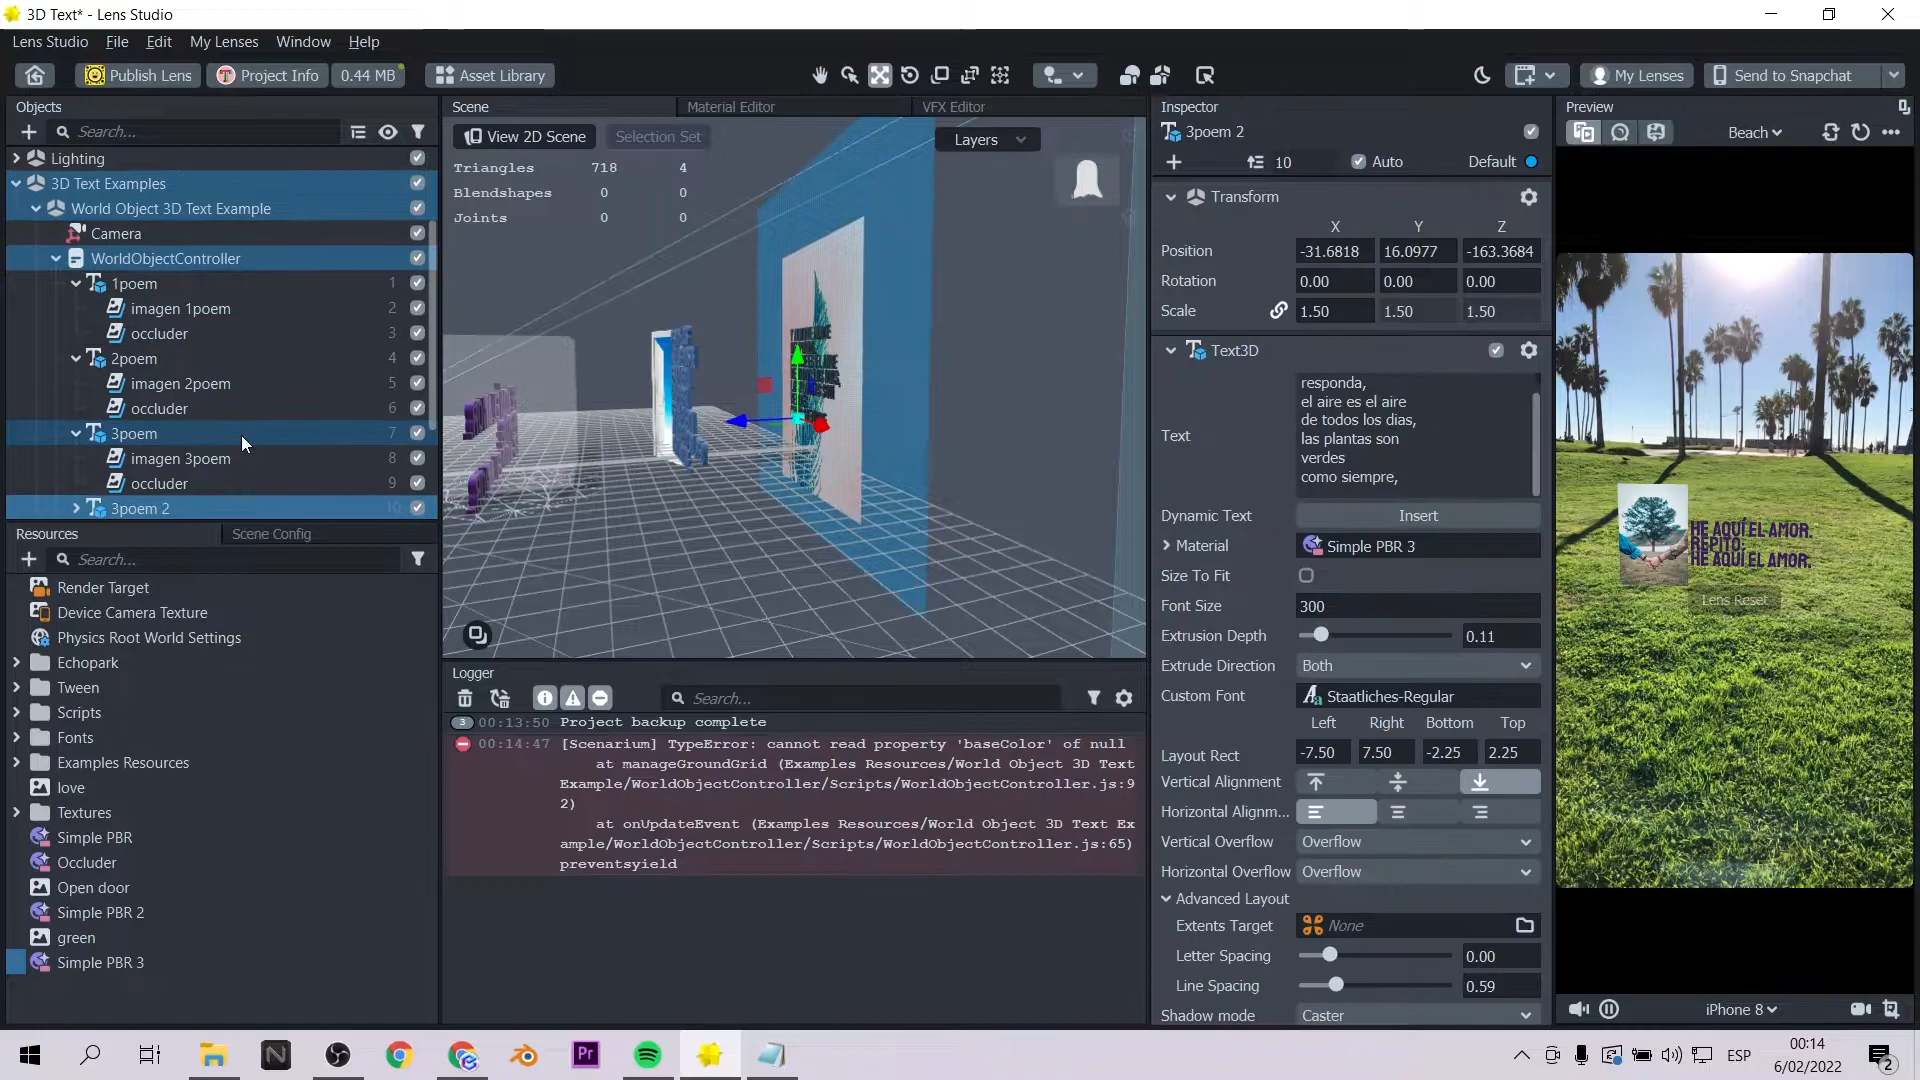 3D Text* - Lens Studio
Lens Studio File Edit My Lenses Window Help
Publish Lens Project Info 0.44 MB Asset Library My Lenses Send to Snapchat
Objects
Search...
Lighting
3D Text Examples
World Object 3D Text Example
Camera
WorldObjectController
1poem 1
imagen 1poem 2
occluder 3
2poem 4
imagen 2poem 5
occluder 6
3poem 7
imagen 3poem 8
occluder 9
3poem 2 10
Resources Scene Config
Search...
Render Target
Device Camera Texture
Physics Root World Settings
Echopark
Tween
Scripts
Fonts
Examples Resources
love
Textures
Simple PBR
Occluder
Open door
Simple PBR 2
green
Simple PBR 3
Scene Material Editor VFX Editor
View 2D Scene Selection Set Layers
Triangles 718 4
Blendshapes 0 0
Joints 0 0
Logger
Search...
3 00:13:50 Project backup complete
00:14:47 [Scenarium] TypeError: cannot read property 'baseColor' of null
at manageGroundGrid (Examples Resources/World Object 3D Text
Example/WorldObjectController/Scripts/WorldObjectController.js:9
2)
at onUpdateEvent (Examples Resources/World Object 3D Text Ex
ample/WorldObjectController/Scripts/WorldObjectController.js:65)
preventsyield
Inspector
3poem 2
10 Auto Default
Transform
X Y Z
Position -31.6818 16.0977 -163.3684
Rotation 0.00 0.00 0.00
Scale 1.50 1.50 1.50
Text3D
responda,
el aire es el aire
de todos los días,
Text
las plantas son
verdes
como siempre,
Dynamic Text Insert
Material Simple PBR 3
Size To Fit
Font Size 300
Extrusion Depth 0.11
Extrude Direction Both
Custom Font Staatliches-Regular
Left Right Bottom Top
Layout Rect -7.50 7.50 -2.25 2.25
Vertical Alignment
Horizontal Alignm...
Vertical Overflow Overflow
Horizontal Overflow Overflow
Advanced Layout
Extents Target None
Letter Spacing 0.00
Line Spacing 0.59
Shadow mode Caster
Preview
Beach
HE AQUÍ EL AMOR.
REPITO:
HE AQUÍ EL AMOR.
Lens Reset
iPhone 8
N Pr ESP 00:14
6/02/2022 2